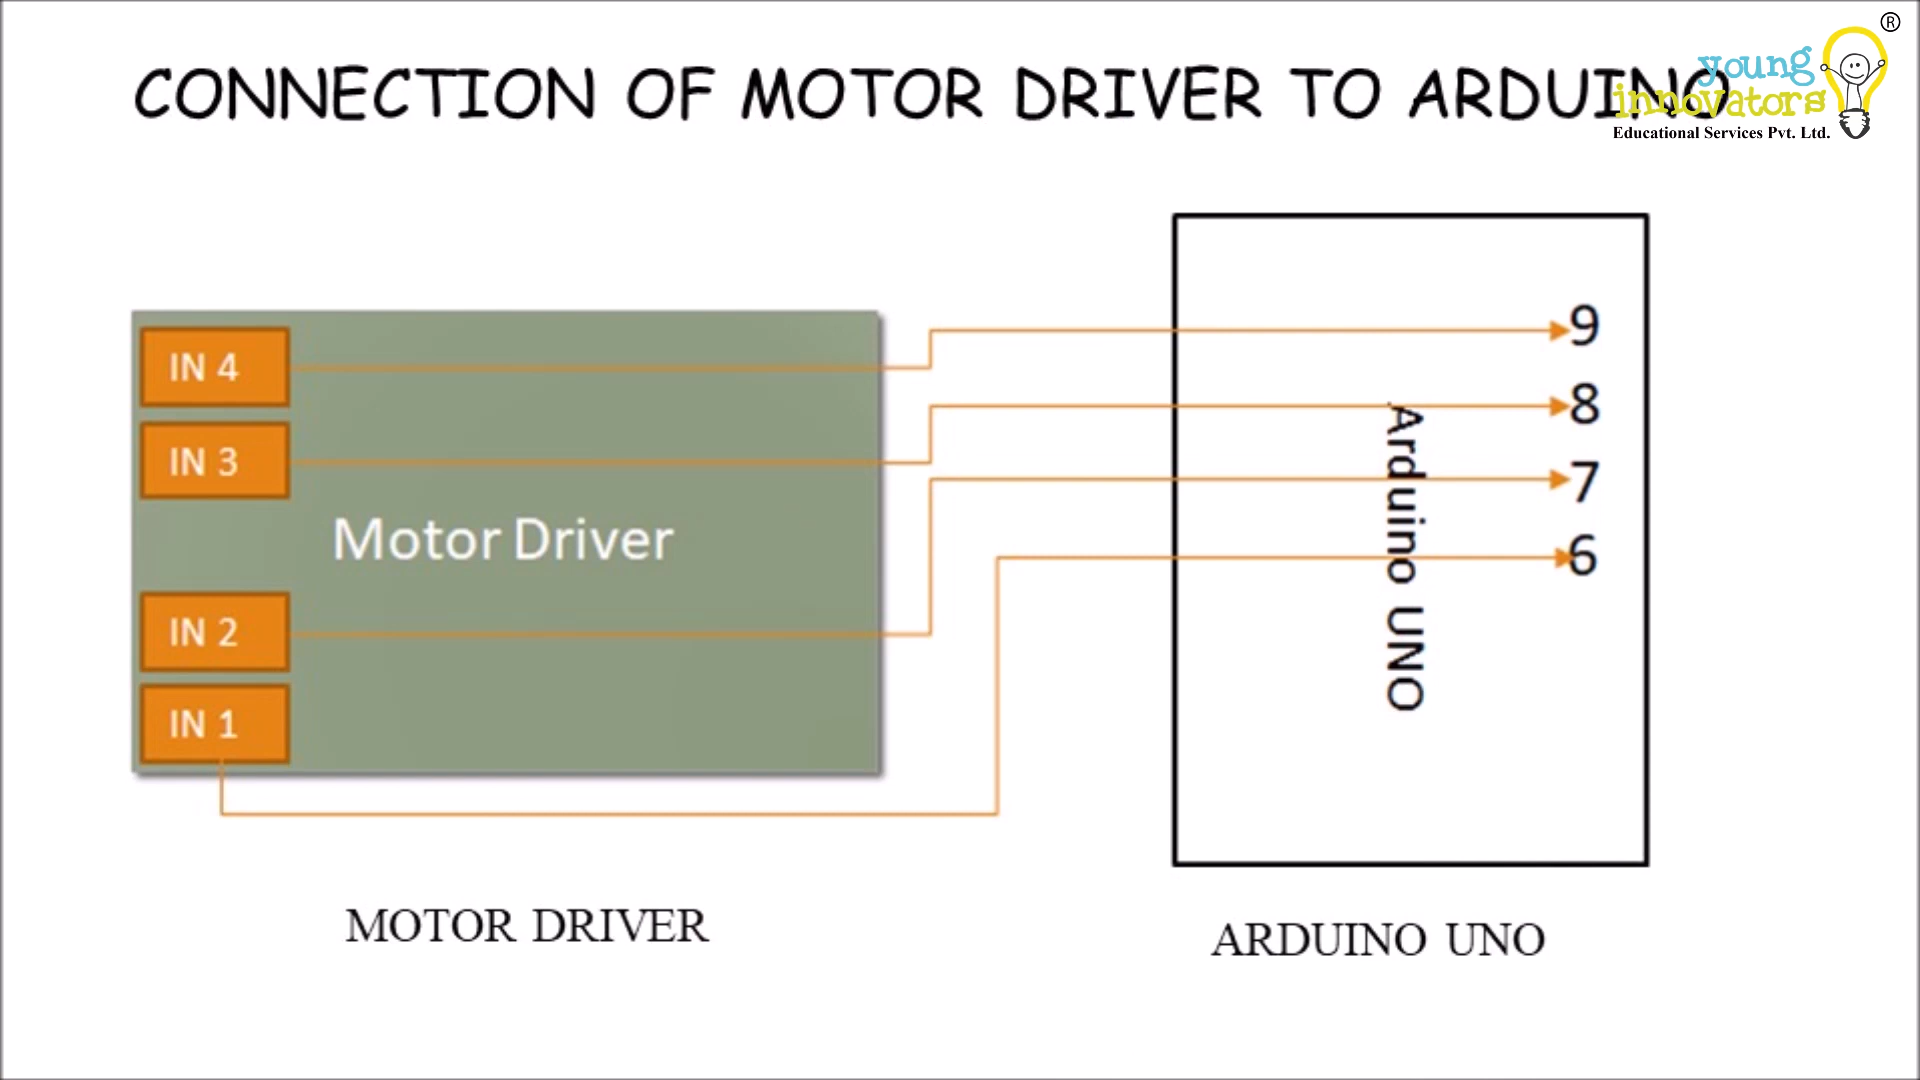 CONNECTION OF MOTOR DRIVER TO ARDUINO
®
young
innovators
Educational Services Pvt. Ltd.
IN 4
IN 3
Motor Driver
IN 2
IN 1
9
8
7
6
Arduino UNO
MOTOR DRIVER
ARDUINO UNO